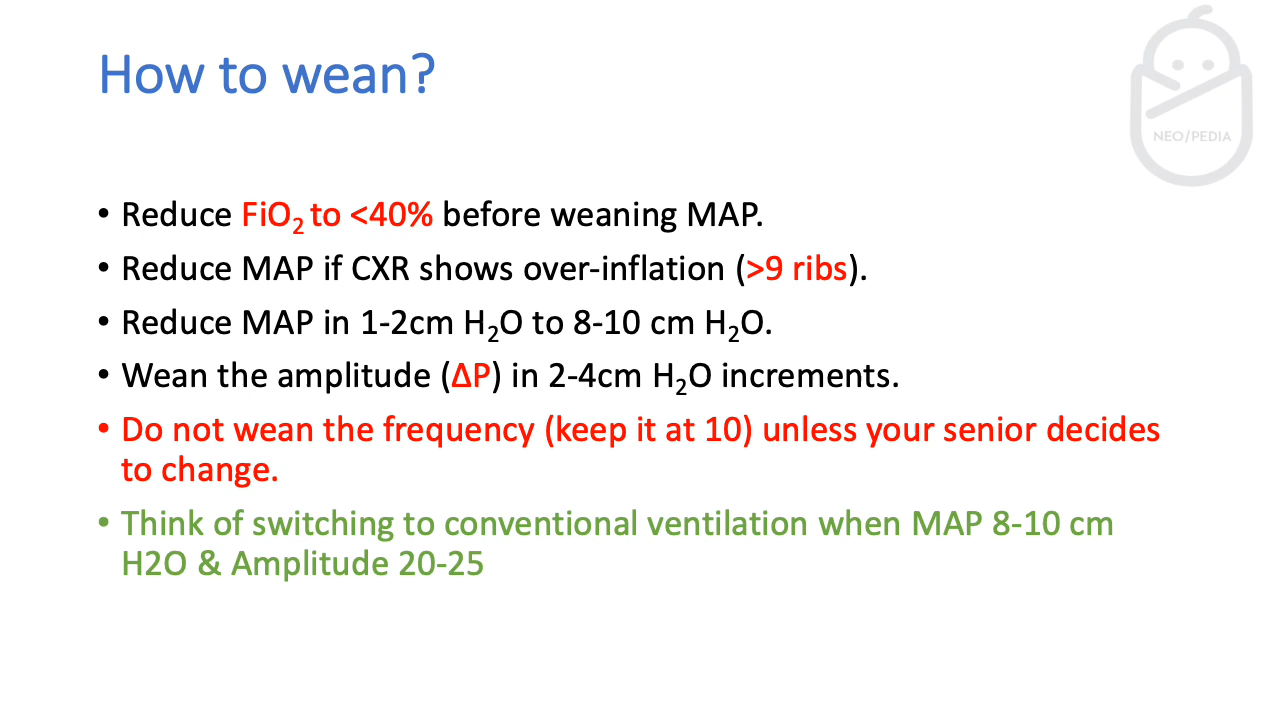 How to wean?
NEO/PEDIA
• Reduce FiO₂ to <40% before weaning MAP.
• Reduce MAP if CXR shows over-inflation (>9 ribs).
• Reduce MAP in 1-2cm H₂O to 8-10 cm H₂O.
• Wean the amplitude (ΔP) in 2-4cm H₂O increments.
• Do not wean the frequency (keep it at 10) unless your senior decides
to change.
• Think of switching to conventional ventilation when MAP 8-10 cm
H2O & Amplitude 20-25